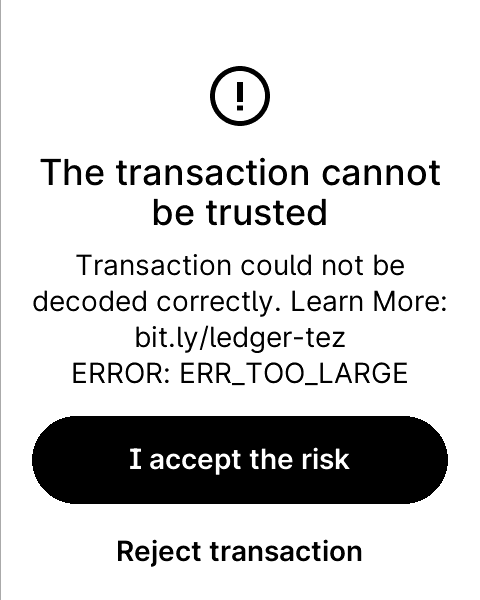 The transaction cannot
be trusted
Transaction could not be
decoded correctly. Learn More:
bit.ly/ledger-tez
ERROR: ERR_TOO_LARGE
I accept the risk
Reject transaction